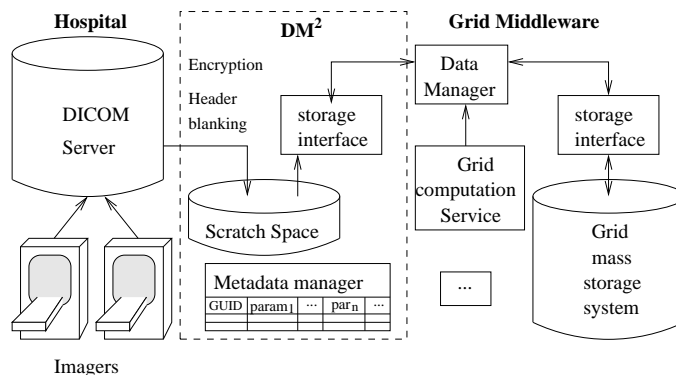 Hospital
DM²
Grid Middleware
DICOM
Server
Encryption
Header
blanking
storage
interface
Data
Manager
storage
interface
Grid
computation
Service
Scratch Space
Grid
mass
storage
system
Metadata manager
GUID param1 ... parn ...
...
Imagers